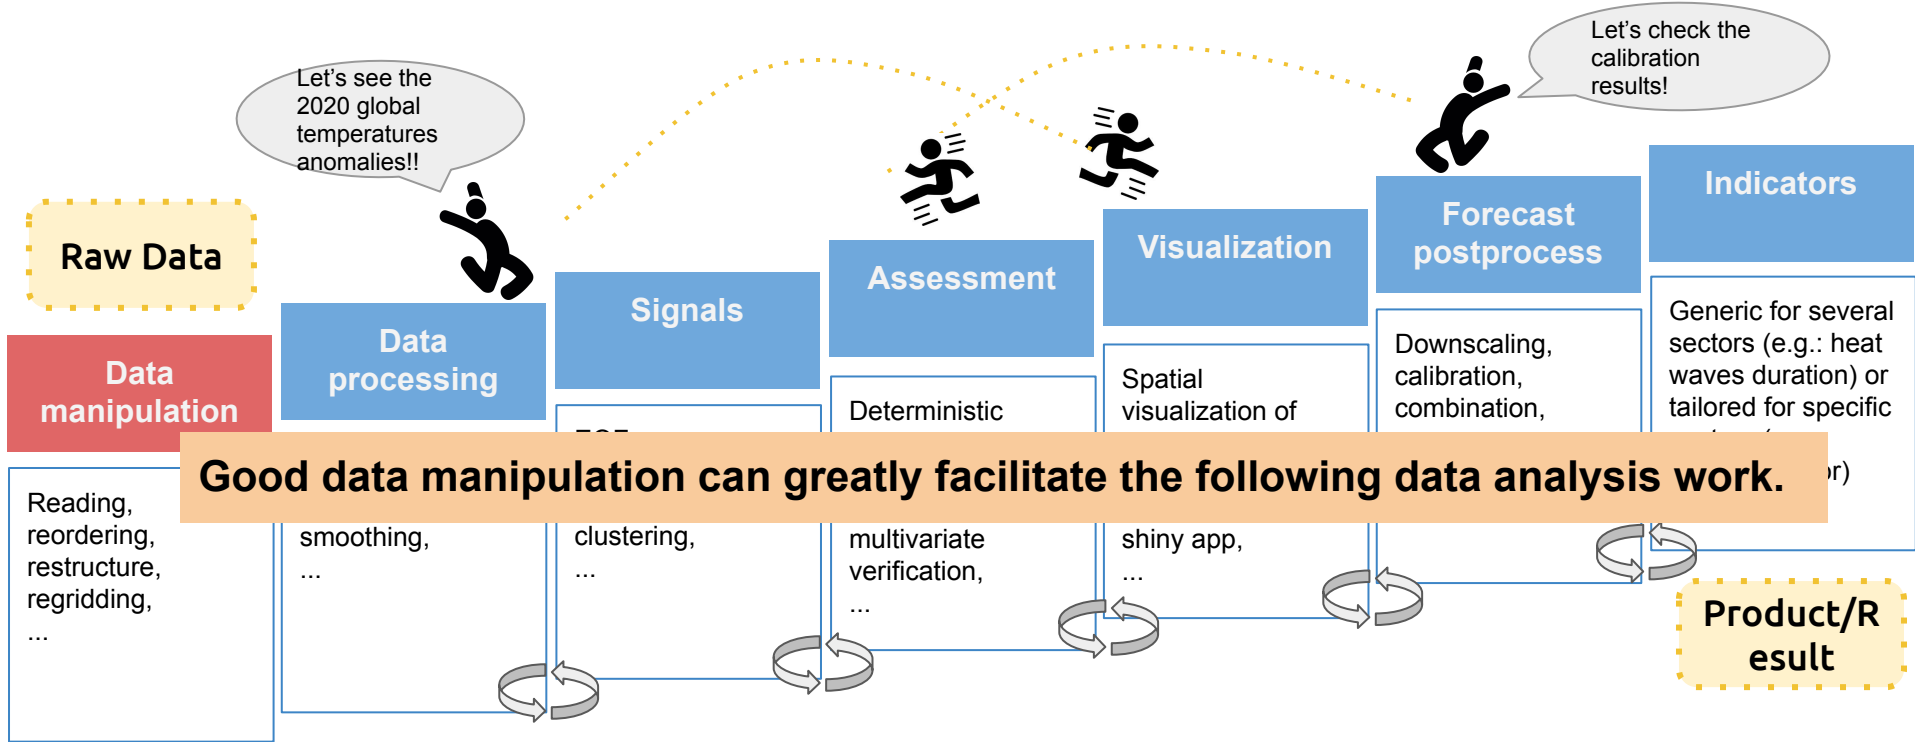 Let's see the
2020 global
temperatures
anomalies!!
Let's check the
calibration
results!
Raw Data
Data
manipulation
Reading,
reordering,
restructure,
regridding,
...
Data
processing
smoothing,
...
Signals
clustering,
...
Assessment
Deterministic
multivariate
verification,
...
Visualization
Spatial
visualization of
shiny app,
...
Forecast
postprocess
Downscaling,
calibration,
combination,
Indicators
Generic for several
sectors (e.g.: heat
waves duration) or
tailored for specific
Good data manipulation can greatly facilitate the following data analysis work.
Product/R
esult